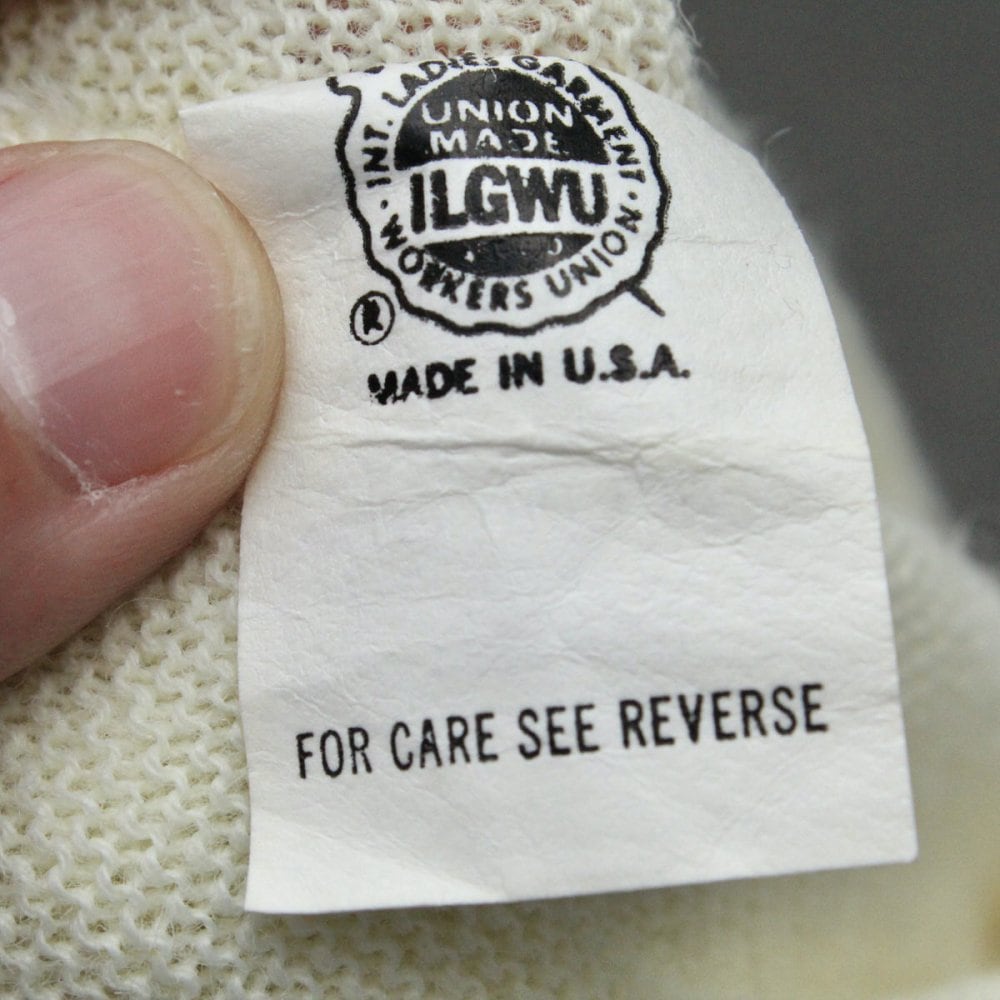 INT. LADIES GARMENT
UNION
MADE
ILGWU
WORKERS UNION
®
MADE IN U.S.A.
FOR CARE SEE REVERSE